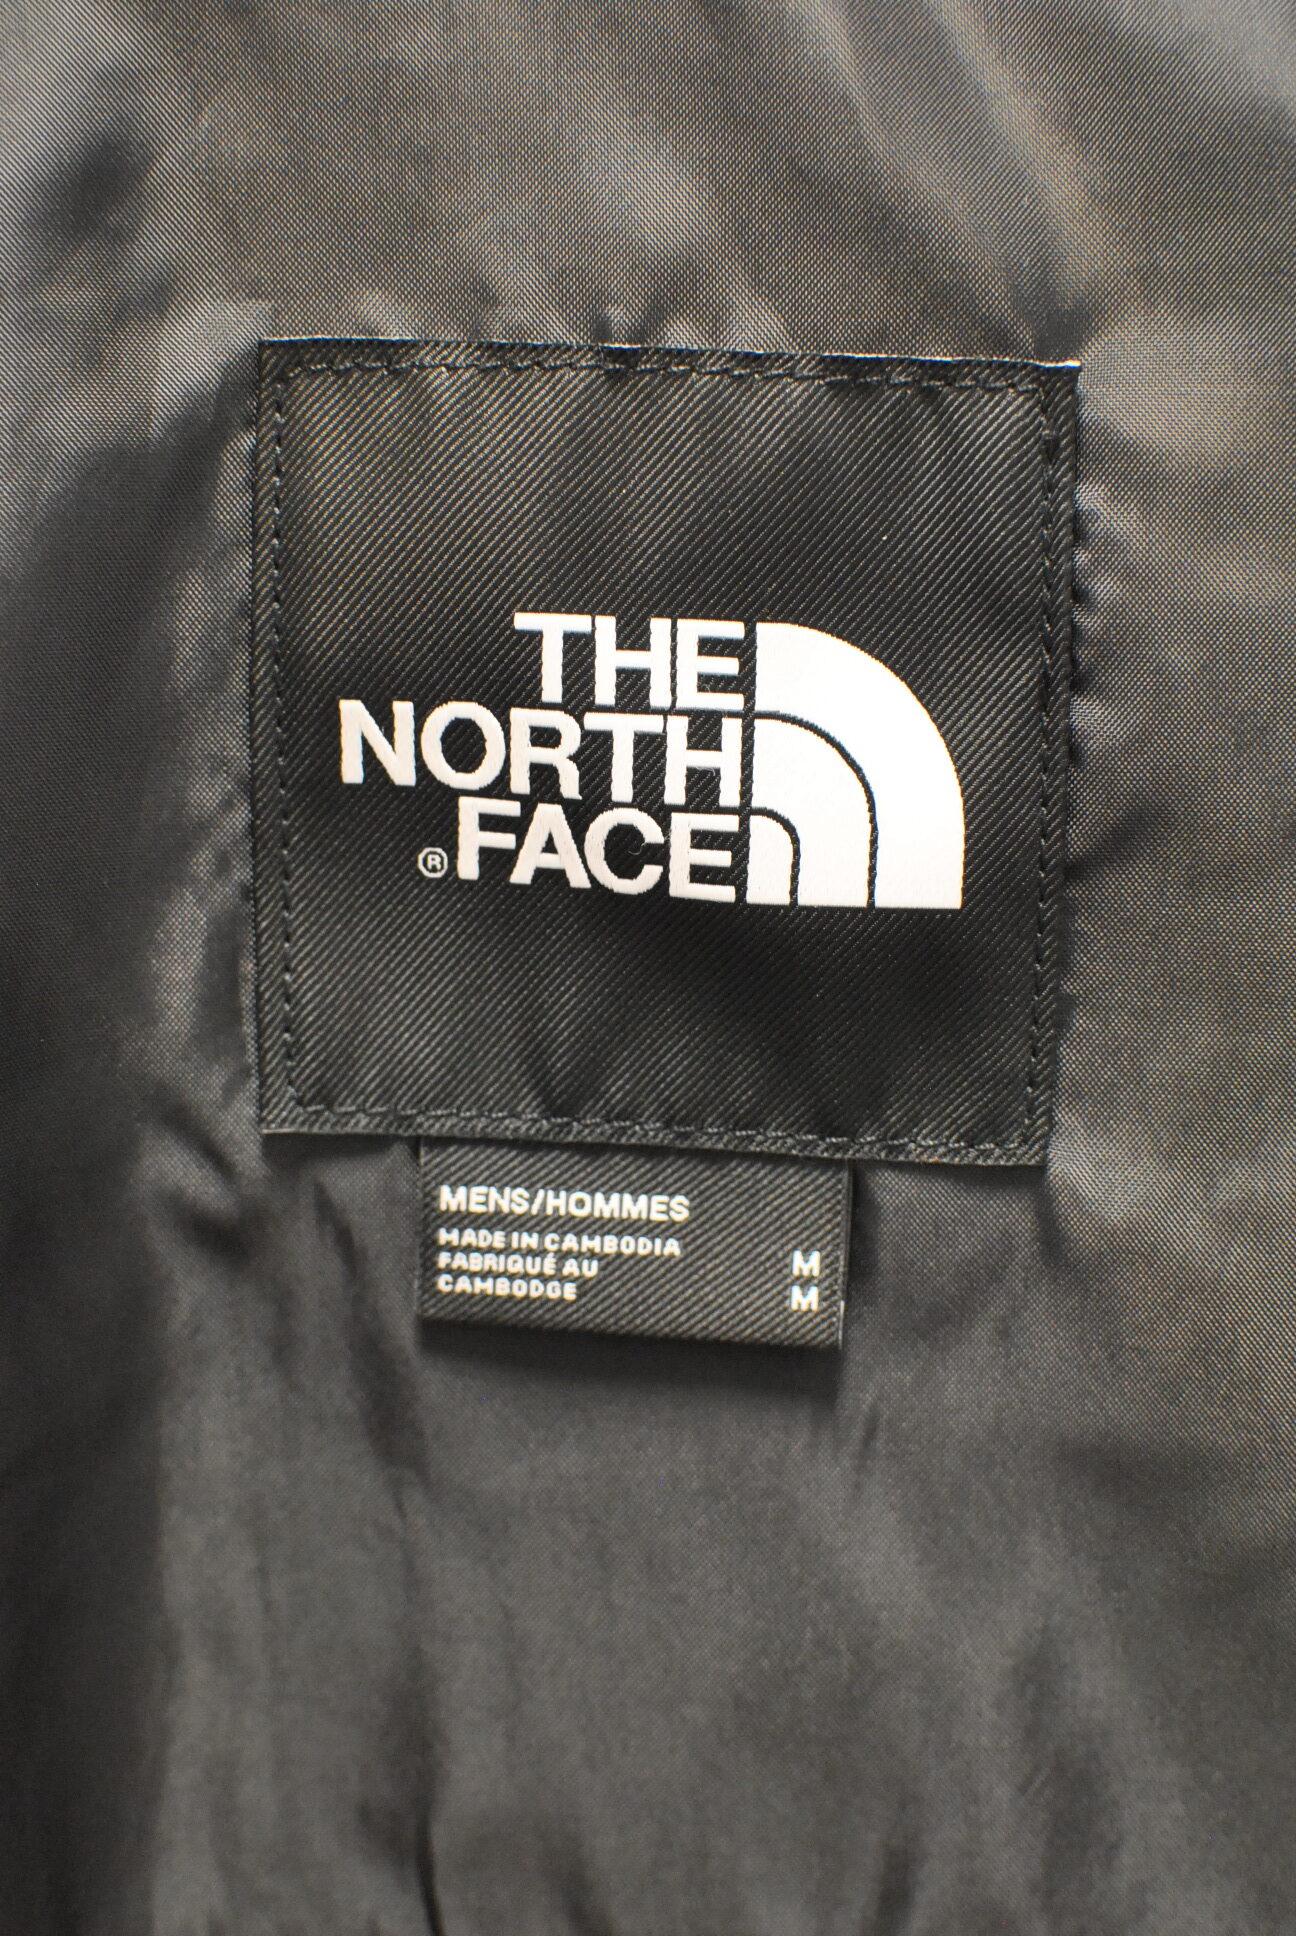 THE
NORTH
® FACE
MENS/HOMMES
MADE IN CAMBODIA
FABRIQUÉ AU M
CAMBODGE M